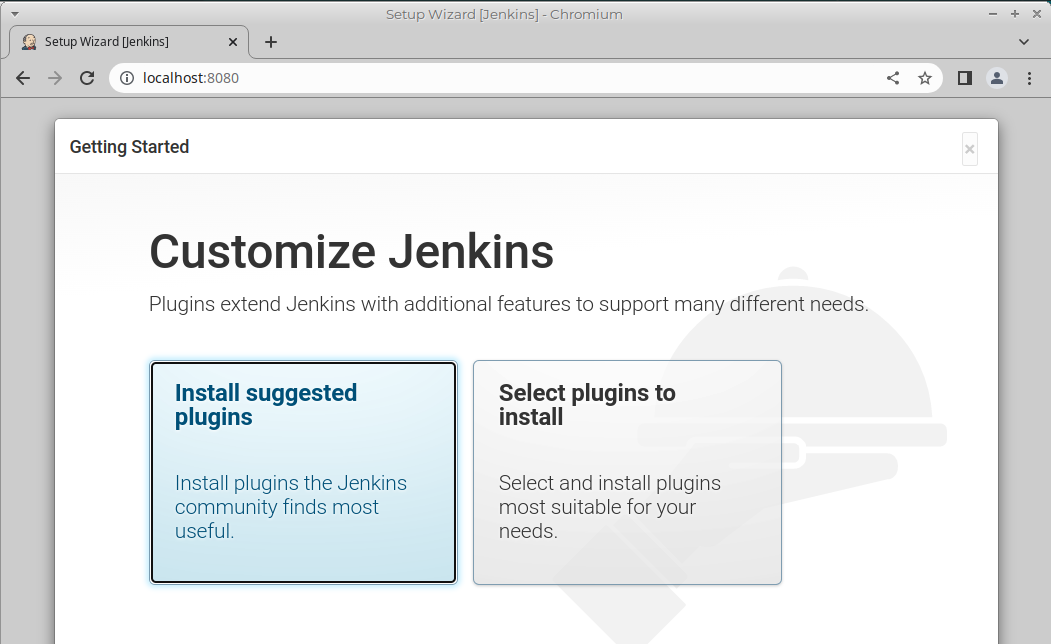 Setup Wizard [Jenkins] - Chromium
Setup Wizard [Jenkins]
localhost:8080
Getting Started
Customize Jenkins
Plugins extend Jenkins with additional features to support many different needs.
Install suggested
plugins
Install plugins the Jenkins
community finds most
useful.
Select plugins to
install
Select and install plugins
most suitable for your
needs.